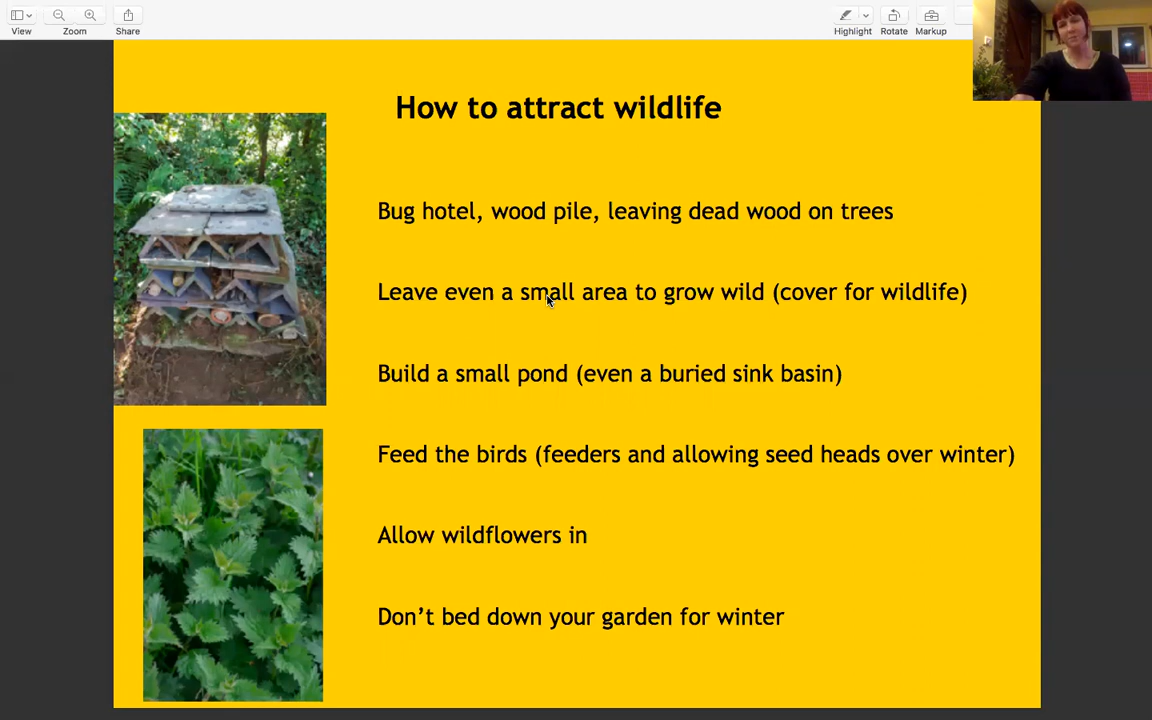 View
Zoom
Share
Highlight
Rotate
Markup
How to attract wildlife
Bug hotel, wood pile, leaving dead wood on trees
Leave even a small area to grow wild (cover for wildlife)
Build a small pond (even a buried sink basin)
Feed the birds (feeders and allowing seed heads over winter)
Allow wildflowers in
Don’t bed down your garden for winter